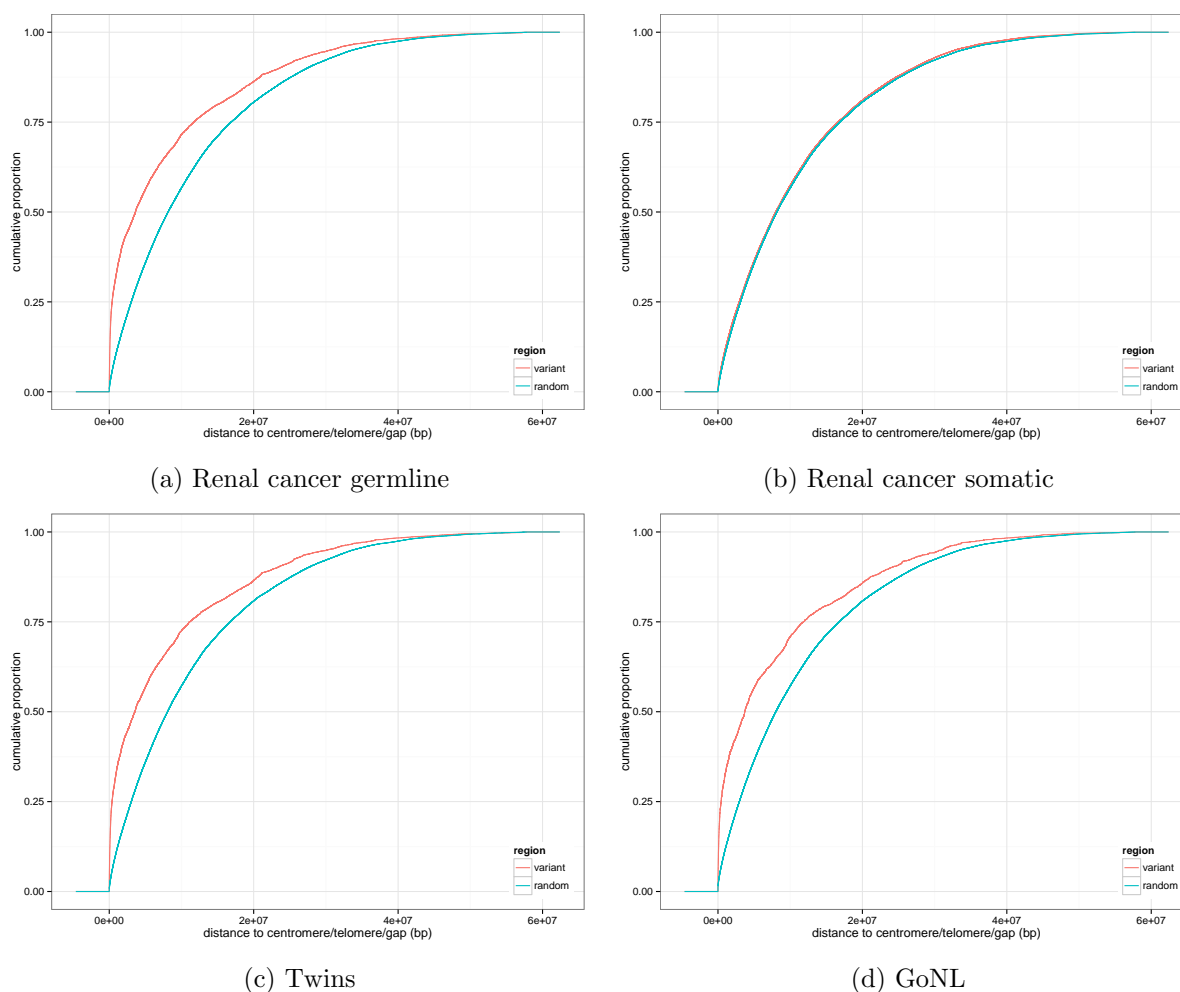 1.00
0.75
0.50
0.25
0.00
cumulative proportion
0e+00 2e+07 4e+07 6e+07
distance to centromere/telomere/gap (bp)
region
variant
random
(a) Renal cancer germline
1.00
0.75
0.50
0.25
0.00
cumulative proportion
0e+00 2e+07 4e+07 6e+07
distance to centromere/telomere/gap (bp)
region
variant
random
(b) Renal cancer somatic
1.00
0.75
0.50
0.25
0.00
cumulative proportion
0e+00 2e+07 4e+07 6e+07
distance to centromere/telomere/gap (bp)
region
variant
random
(c) Twins
1.00
0.75
0.50
0.25
0.00
cumulative proportion
0e+00 2e+07 4e+07 6e+07
distance to centromere/telomere/gap (bp)
region
variant
random
(d) GoNL